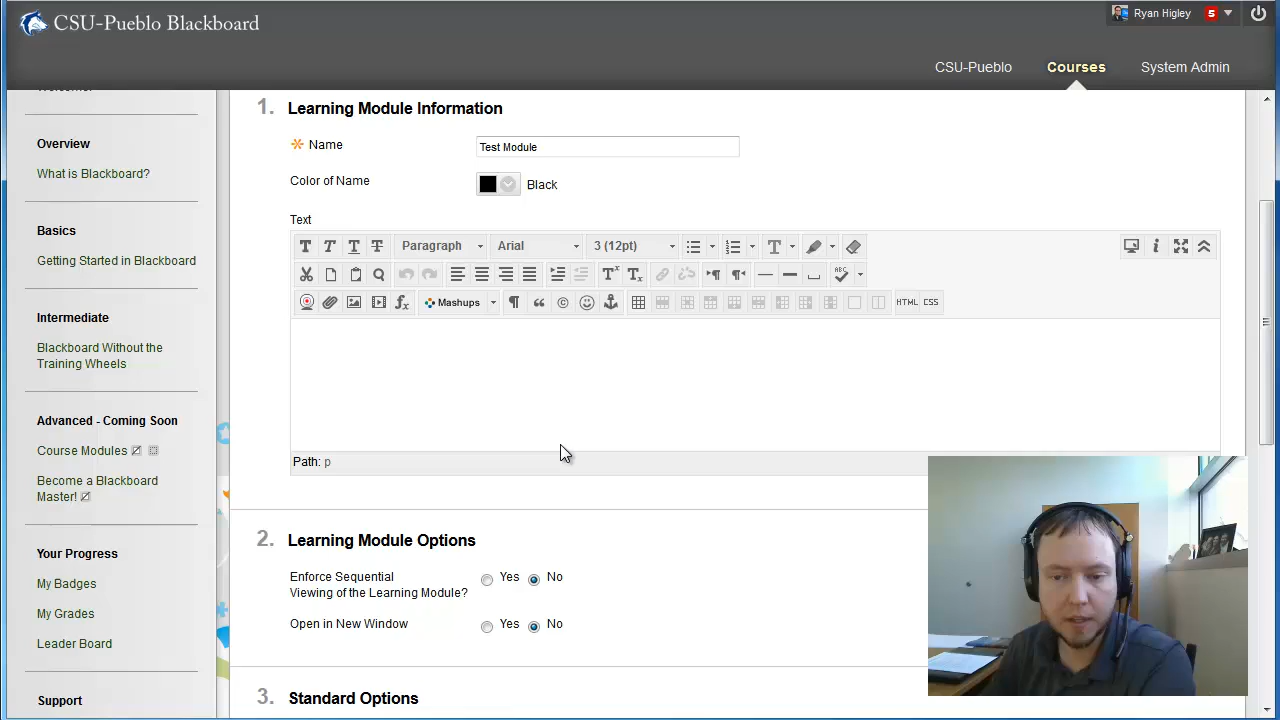 CSU-Pueblo Blackboard
Ryan Higley 5
CSU-Pueblo Courses System Admin
Overview
What is Blackboard?
Basics
Getting Started in Blackboard
Intermediate
Blackboard Without the
Training Wheels
Advanced - Coming Soon
Course Modules
Become a Blackboard
Master!
Your Progress
My Badges
My Grades
Leader Board
Support
1. Learning Module Information
Name Test Module
Color of Name Black
Text
T T T T Paragraph Arial 3 (12pt) T
Tx Tx ABC
fx Mashups HTML CSS
Path: p
2. Learning Module Options
Enforce Sequential
Viewing of the Learning Module? Yes No
Open in New Window Yes No
3. Standard Options